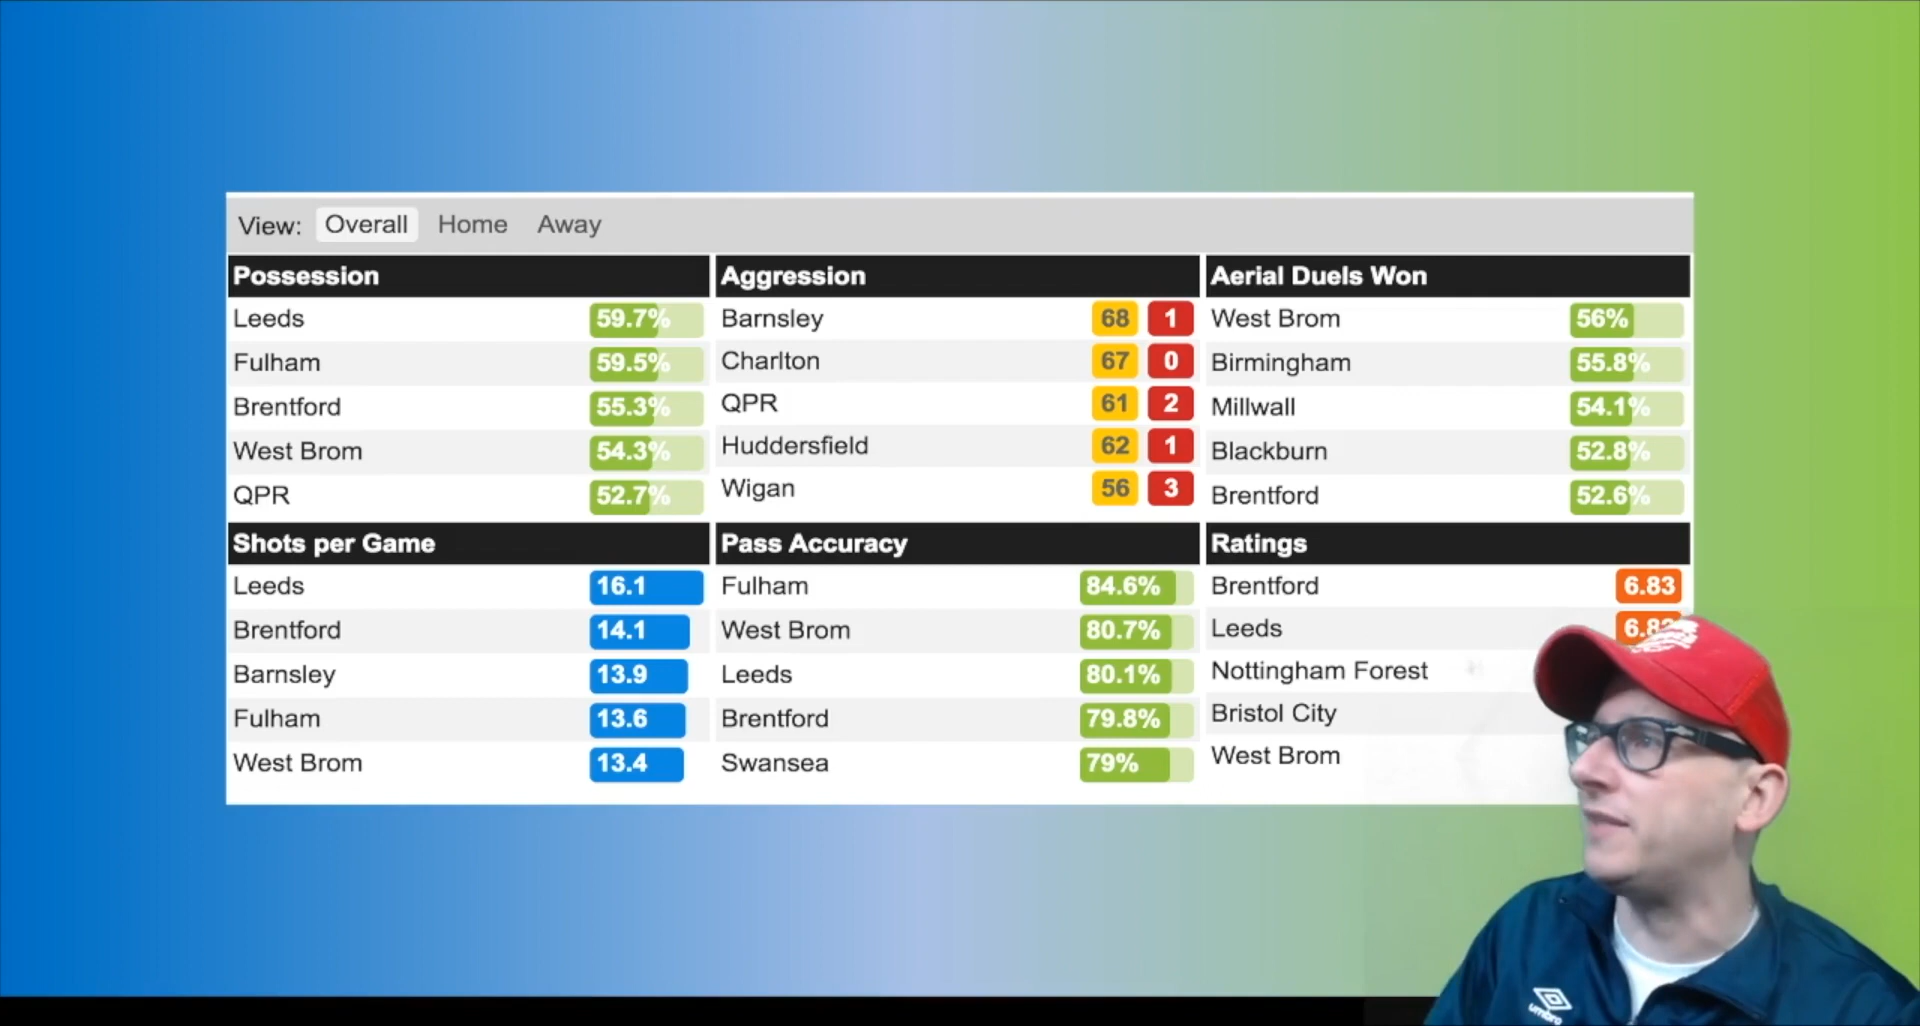 View: Overall Home Away
Possession
Leeds 59.7%
Fulham 59.5%
Brentford 55.3%
West Brom 54.3%
QPR 52.7%
Aggression
Barnsley 68 1
Charlton 67 0
QPR 61 2
Huddersfield 62 1
Wigan 56 3
Aerial Duels Won
West Brom 56%
Birmingham 55.8%
Millwall 54.1%
Blackburn 52.8%
Brentford 52.6%
Shots per Game
Leeds 16.1
Brentford 14.1
Barnsley 13.9
Fulham 13.6
West Brom 13.4
Pass Accuracy
Fulham 84.6%
West Brom 80.7%
Leeds 80.1%
Brentford 79.8%
Swansea 79%
Ratings
Brentford 6.83
Leeds
Nottingham Forest
Bristol City
West Brom
umbro